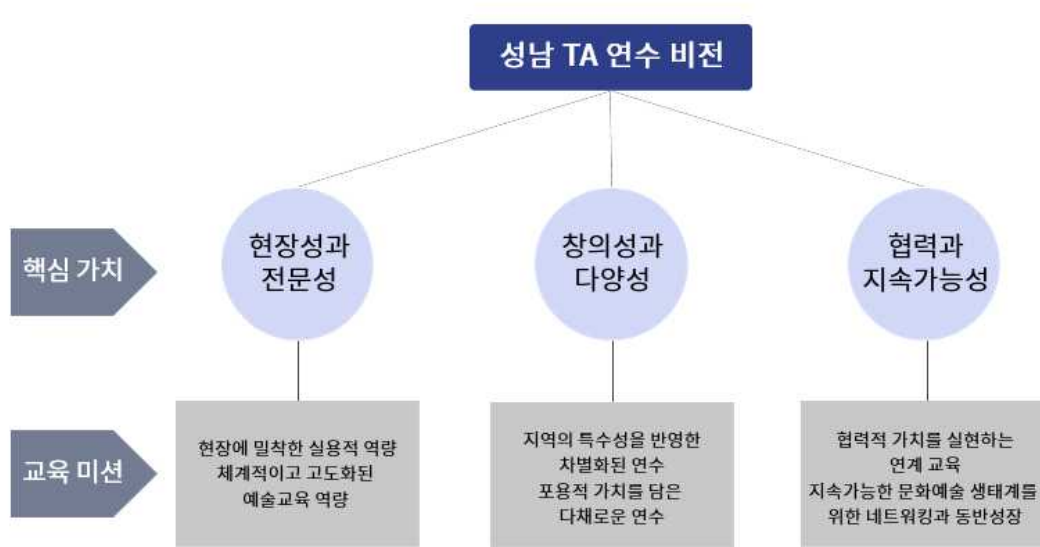 성남 TA 연수 비전
핵심 가치
현장성과
전문성
창의성과
다양성
협력과
지속가능성
교육 미션
현장에 밀착한 실용적 역량
체계적이고 고도화된
예술교육 역량
지역의 특수성을 반영한
차별화된 연수
포용적 가치를 담은
다채로운 연수
협력적 가치를 실현하는
연계 교육
지속가능한 문화예술 생태계를
위한 네트워킹과 동반성장